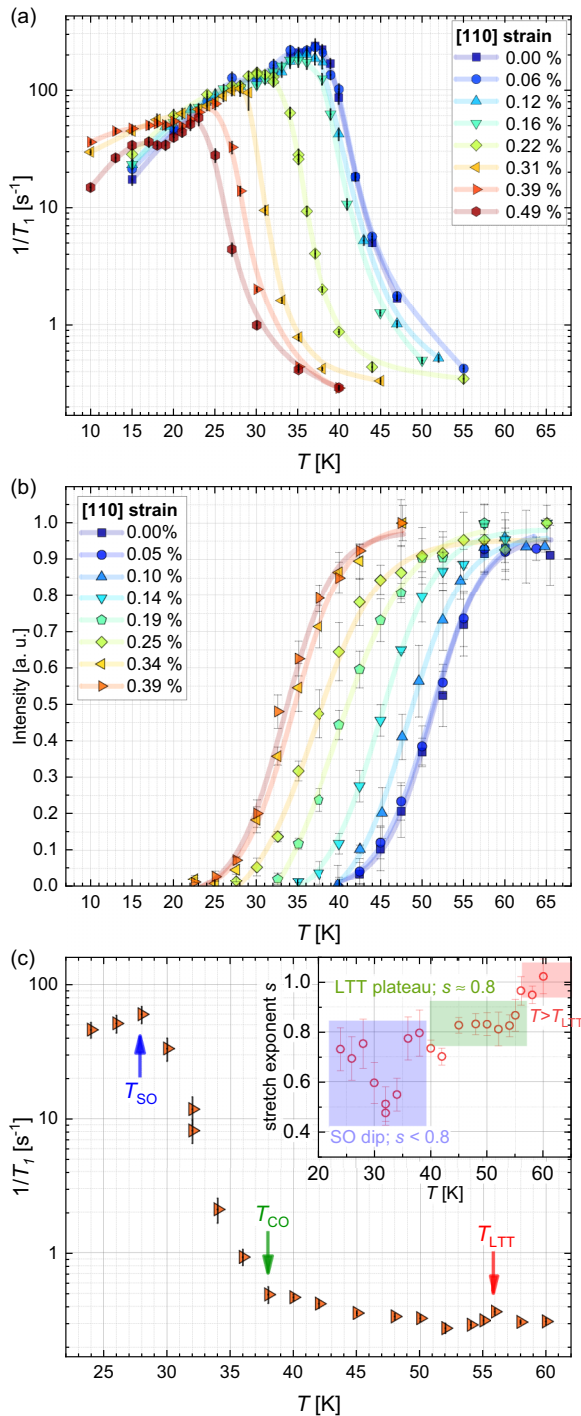 (a)
[110] strain
0.00 %
0.06 %
0.12 %
0.16 %
0.22 %
0.31 %
0.39 %
0.49 %
1/T₁ [s⁻¹]
100
10
1
10 15 20 25 30 35 40 45 50 55 60 65
T [K]
(b)
[110] strain
0.00%
0.05 %
0.10 %
0.14 %
0.19 %
0.25 %
0.34 %
0.39 %
Intensity [a. u.]
1.0
0.9
0.8
0.7
0.6
0.5
0.4
0.3
0.2
0.1
0.0
10 15 20 25 30 35 40 45 50 55 60 65
T [K]
(c)
1/T₁ [s⁻¹]
100
10
1
T_SO
T_CO
T_LTT
stretch exponent s
1.0
0.8
0.6
0.4
LTT plateau; s ≈ 0.8
T>T_LTT
SO dip; s < 0.8
20 30 40 50 60
T [K]
25 30 35 40 45 50 55 60
T [K]